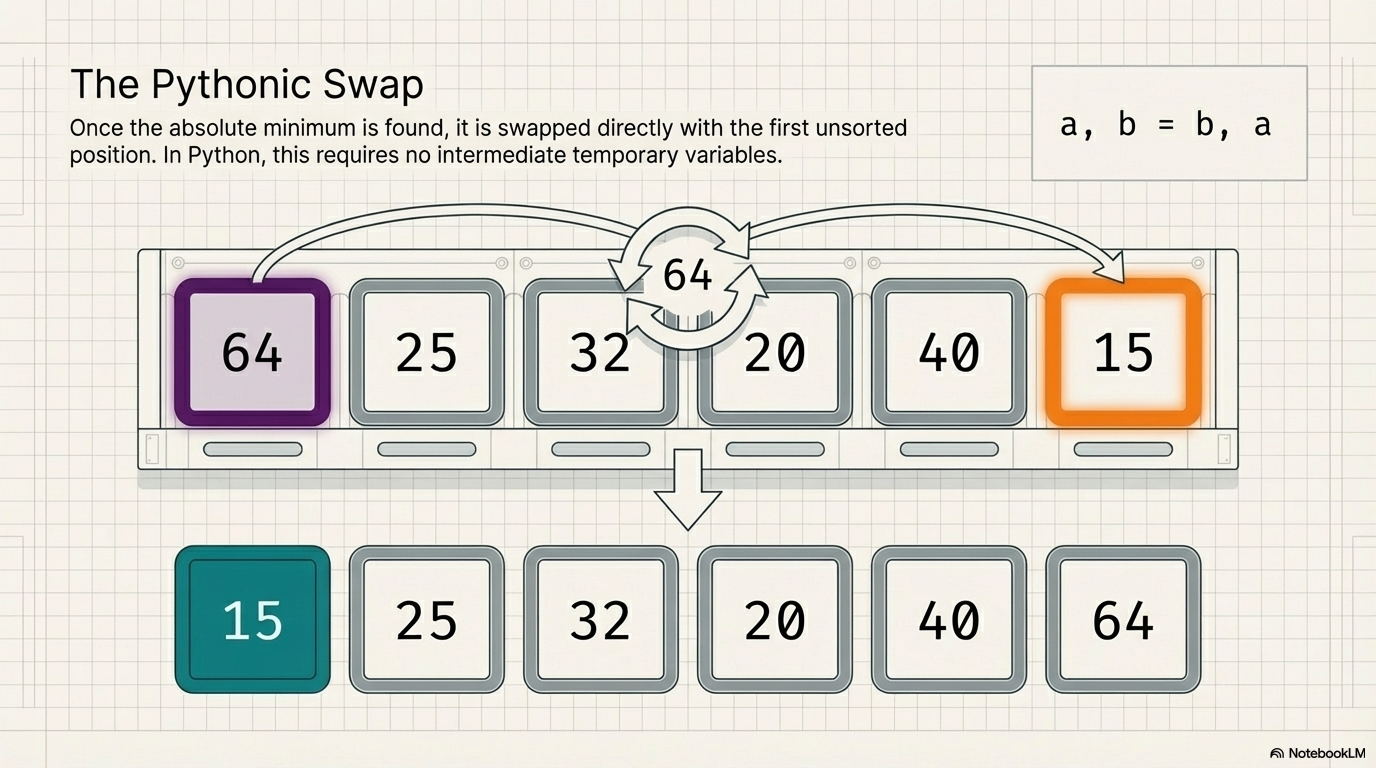 The Pythonic Swap
Once the absolute minimum is found, it is swapped directly with the first unsorted
position. In Python, this requires no intermediate temporary variables.
a, b = b, a
64
64
25
32
20
40
15
15
25
32
20
40
64
NotebookLM